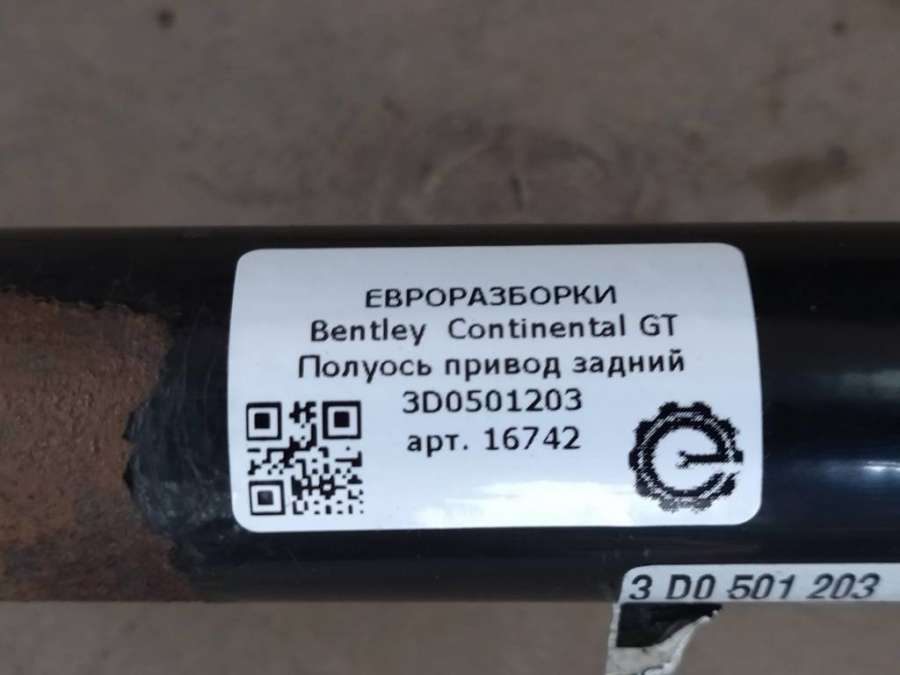 ЕВРОРАЗБОРКИ
Bentley Continental GT
Полуось привод задний
3D0501203
арт. 16742
3 D0 501 203